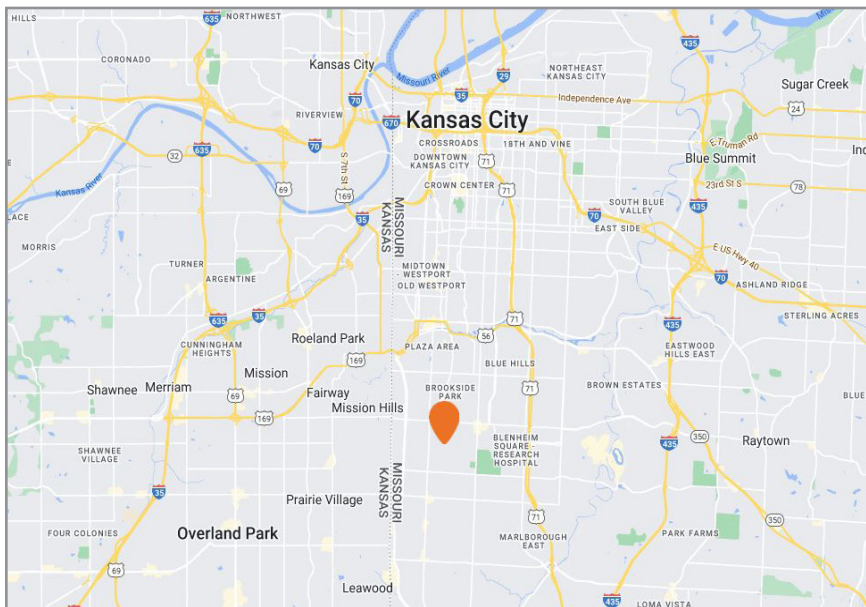 HILLS
NORTHWEST
635
435
CORONADO
Kansas City
Missouri River
29
NORTHEAST
KANSAS CITY
Sugar Creek
70
35
Independence Ave
RIVERVIEW
24
670
Kansas City
70
635
S 7th St
CROSSROADS
18TH AND VINE
E Truman Rd
32
DOWNTOWN
KANSAS CITY
71
Blue Summit
Kansas River
69
169
CROWN CENTER
71
23rd St S
78
LACE
35
MISSOURI
KANSAS
SOUTH BLUE
VALLEY
435
70
EAST SIDE
MORRIS
E US Hwy 40
TURNER
MIDTOWN
- WESTPORT
70
ARGENTINE
OLD WESTPORT
ASHLAND RIDGE
635
35
71
435
STERLING ACRES
Roeland Park
56
CUNNINGHAM
HEIGHTS
PLAZA AREA
EASTWOOD
HILLS EAST
169
BLUE HILLS
Mission
Shawnee
Merriam
69
Fairway
BROOKSIDE
PARK
71
BROWN ESTATES
BLUE
Mission Hills
169
350
SHAWNEE
VILLAGE
BLENHEIM
SQUARE -
RESEARCH
HOSPITAL
435
Raytown
MISSOURI
KANSAS
35
Prairie Village
71
350
FOUR COLONIES
Overland Park
MARLBOROUGH
EAST
PARK FARMS
69
Leawood
435
LOMA VISTA